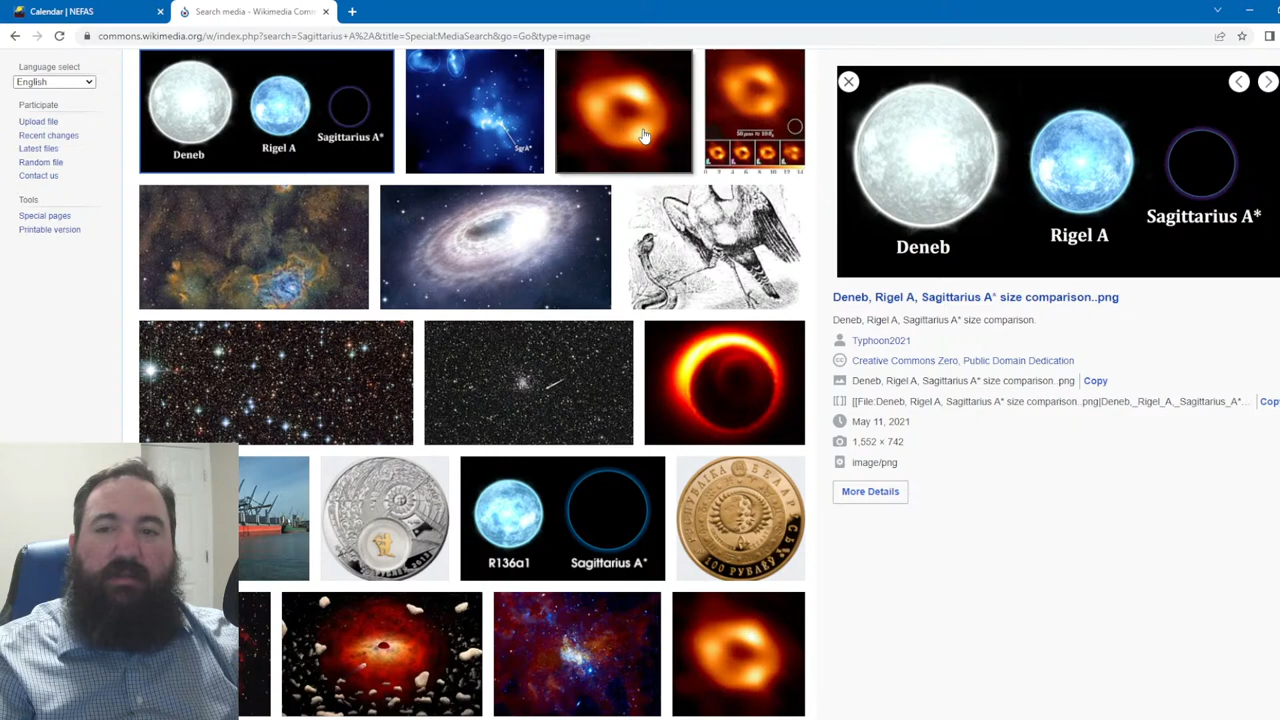 Calendar | NEFAS
Search media - Wikimedia Com
commons.wikimedia.org/w/index.php?search=Sagittarius+A%2A&title=Special:MediaSearch&go=Go&type=image
Language select
English
Participate
Upload file
Recent changes
Latest files
Random file
Contact us
Tools
Special pages
Printable version
Deneb
Rigel A
Sagittarius A*
SgrA*
R136a1
Sagittarius A*
100 РУБЛЁЎ
Deneb
Rigel A
Sagittarius A*
Deneb, Rigel A, Sagittarius A* size comparison..png
Deneb, Rigel A, Sagittarius A* size comparison.
Typhoon2021
Creative Commons Zero, Public Domain Dedication
Deneb, Rigel A, Sagittarius A* size comparison..png Copy
[[File:Deneb, Rigel A, Sagittarius A* size comparison..png|Deneb,_Rigel_A,_Sagittarius_A*... Cop
May 11, 2021
1,552 × 742
image/png
More Details